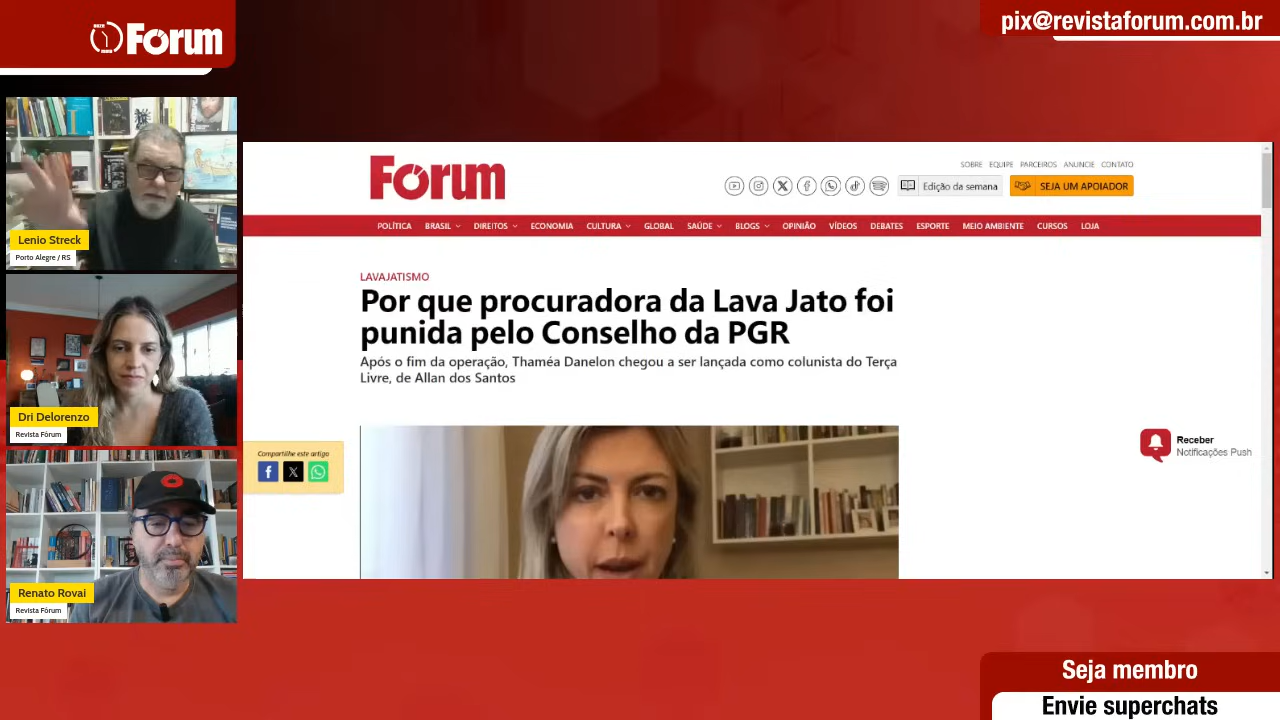 Forum
pix@revistaforum.com.br
Lenio Streck
Porto Alegre / RS
Dri Delorenzo
Revista Fórum
Renato Rovai
Revista Fórum
Forum
SOBRE EQUIPE PARCEIROS ANUNCIE CONTATO
Edição da semana
SEJA UM APOIADOR
POLÍTICA BRASIL DIREITOS ECONOMIA CULTURA GLOBAL SAÚDE BLOGS OPINIÃO VÍDEOS DEBATES ESPORTE MEIO AMBIENTE CURSOS LOJA
LAVAJATISMO
Por que procuradora da Lava Jato foi
punida pelo Conselho da PGR
Após o fim da operação, Thaméa Danelon chegou a ser lançada como colunista do Terça
Livre, de Allan dos Santos
Compartilhe este artigo
Receber
Notificações Push
Seja membro
Envie superchats